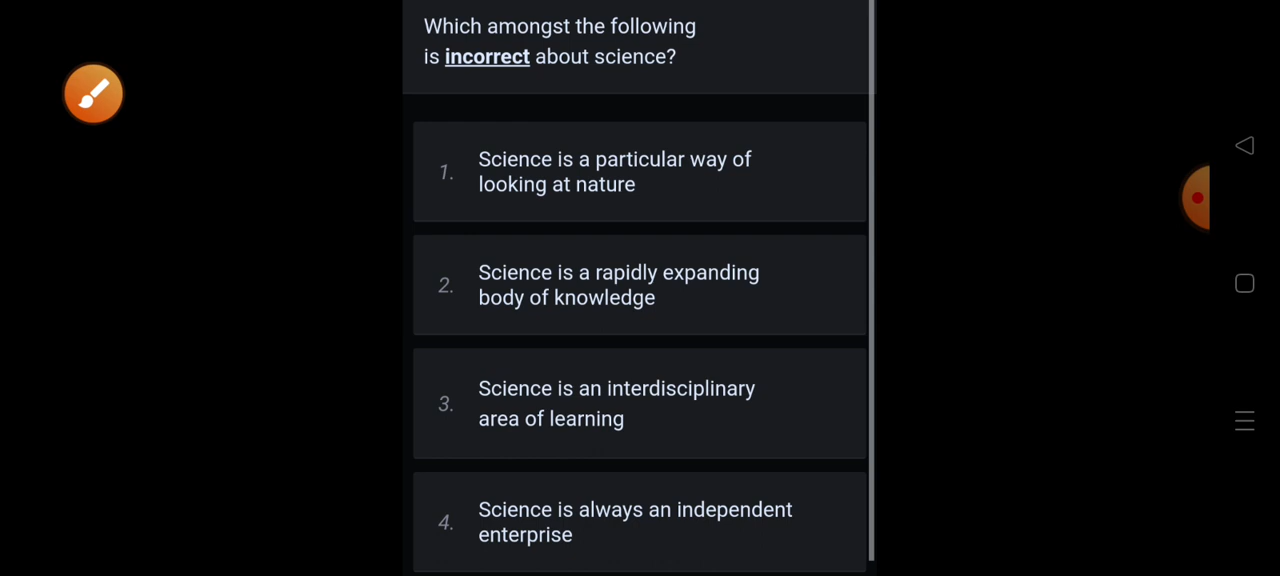 Which amongst the following
is incorrect about science?
1. Science is a particular way of
looking at nature
2. Science is a rapidly expanding
body of knowledge
3. Science is an interdisciplinary
area of learning
4. Science is always an independent
enterprise